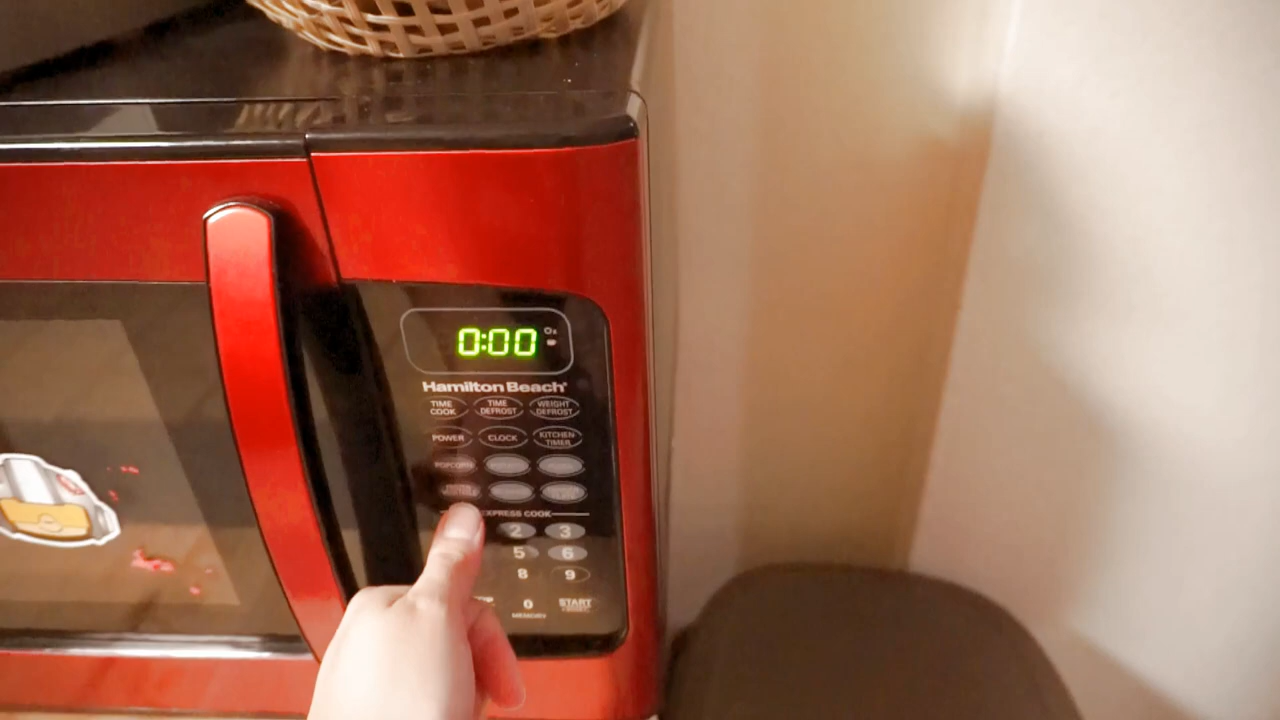 0:00
Hamilton Beach
TIME COOK
TIME DEFROST
WEIGHT DEFROST
POWER
CLOCK
KITCHEN TIMER
POPCORN
EXPRESS COOK
2
3
5
6
8
9
0
START
MEMORY